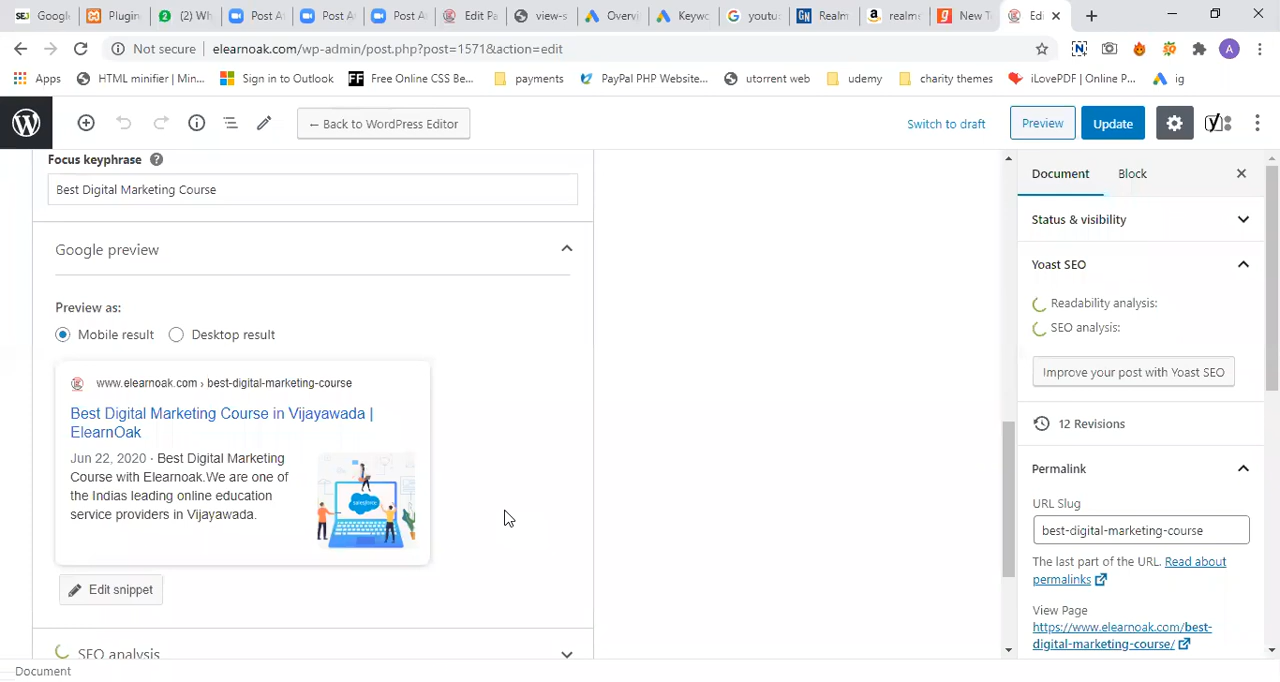 Googl
Plugin
(2) Wh
Post At
Post At
Post At
Edit Pa
view-s
Overvi
Keywo
youtu
Realm
realm
New T
Edi
Not secure
elearnoak.com/wp-admin/post.php?post=1571&action=edit
Apps
HTML minifier | Min...
Sign in to Outlook
Free Online CSS Be...
payments
PayPal PHP Website...
utorrent web
udemy
charity themes
iLovePDF | Online P...
ig
← Back to WordPress Editor
Switch to draft
Preview
Update
Focus keyphrase
Best Digital Marketing Course
Google preview
Preview as:
Mobile result
Desktop result
www.elearnoak.com › best-digital-marketing-course
Best Digital Marketing Course in Vijayawada |
ElearnOak
Jun 22, 2020 · Best Digital Marketing
Course with Elearnoak.We are one of
the Indias leading online education
service providers in Vijayawada.
salesforce
Edit snippet
SEO analysis
Document
Document
Block
Status & visibility
Yoast SEO
Readability analysis:
SEO analysis:
Improve your post with Yoast SEO
12 Revisions
Permalink
URL Slug
best-digital-marketing-course
The last part of the URL. Read about
permalinks
View Page
https://www.elearnoak.com/best-
digital-marketing-course/